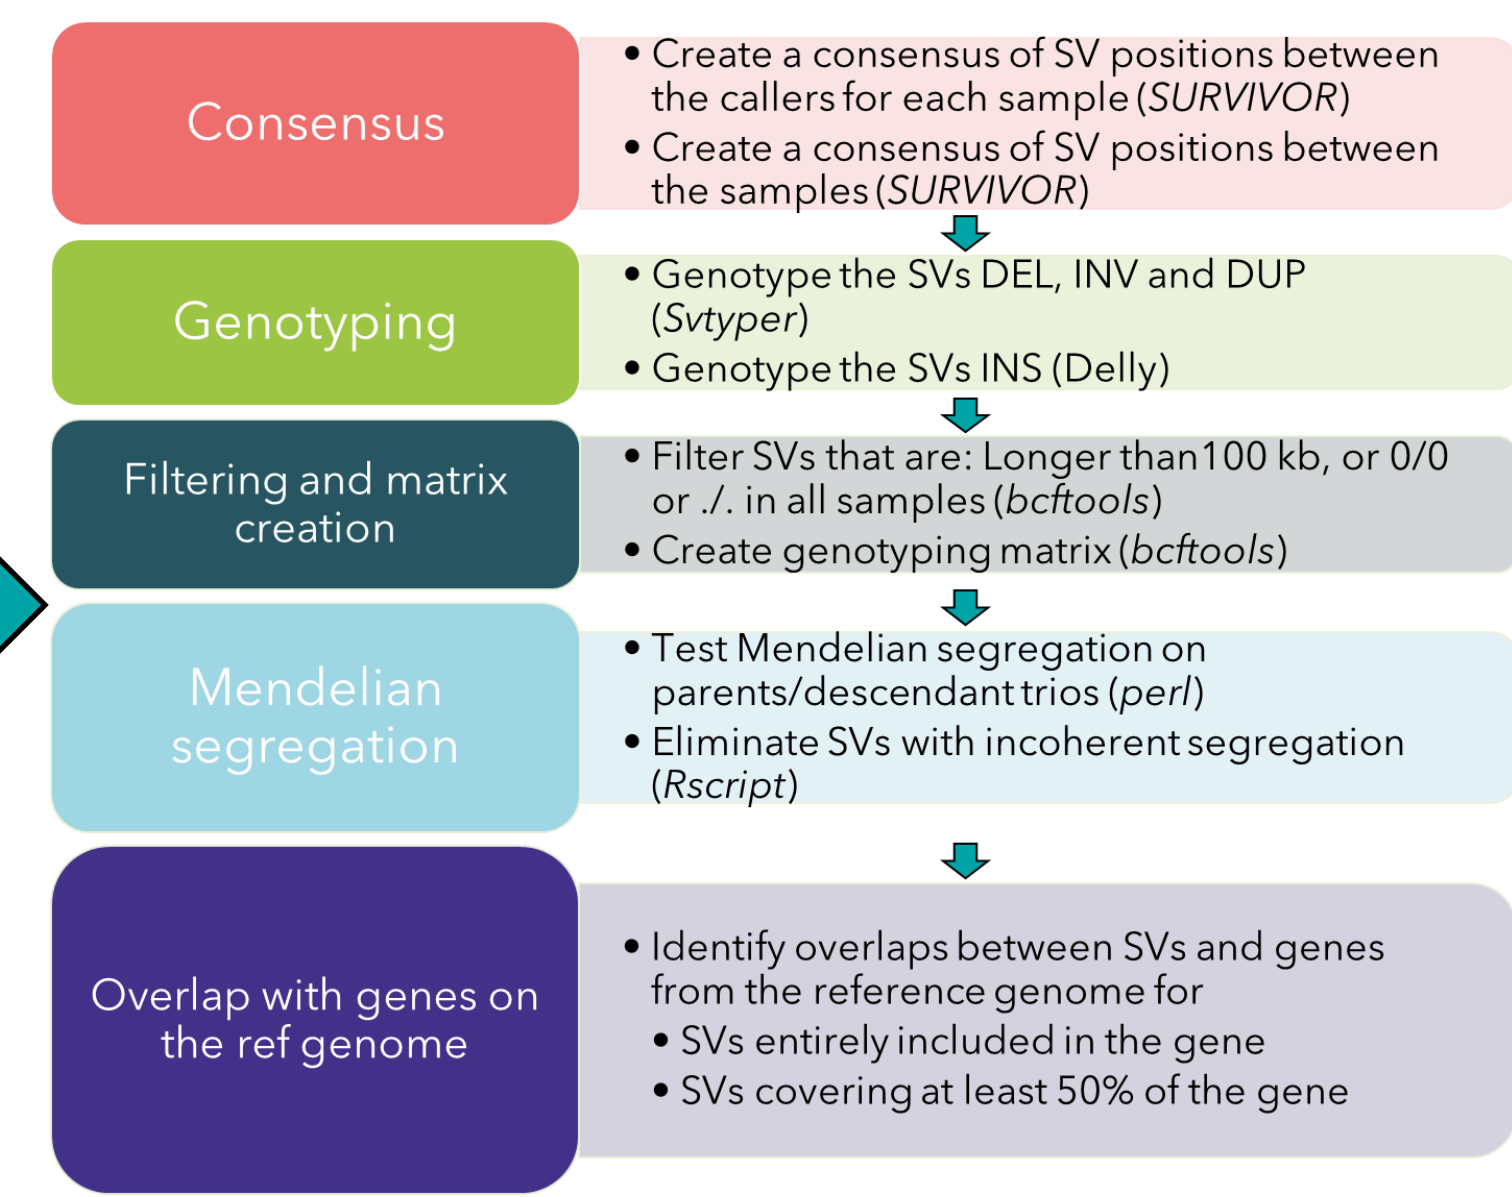 Consensus
• Create a consensus of SV positions between
the callers for each sample (SURVIVOR)
• Create a consensus of SV positions between
the samples (SURVIVOR)
Genotyping
• Genotype the SVs DEL, INV and DUP
(Svtyper)
• Genotype the SVs INS (Delly)
Filtering and matrix
creation
• Filter SVs that are: Longer than100 kb, or 0/0
or ./. in all samples (bcftools)
• Create genotyping matrix (bcftools)
Mendelian
segregation
• Test Mendelian segregation on
parents/descendant trios (perl)
• Eliminate SVs with incoherent segregation
(Rscript)
Overlap with genes on
the ref genome
• Identify overlaps between SVs and genes
from the reference genome for
• SVs entirely included in the gene
• SVs covering at least 50% of the gene